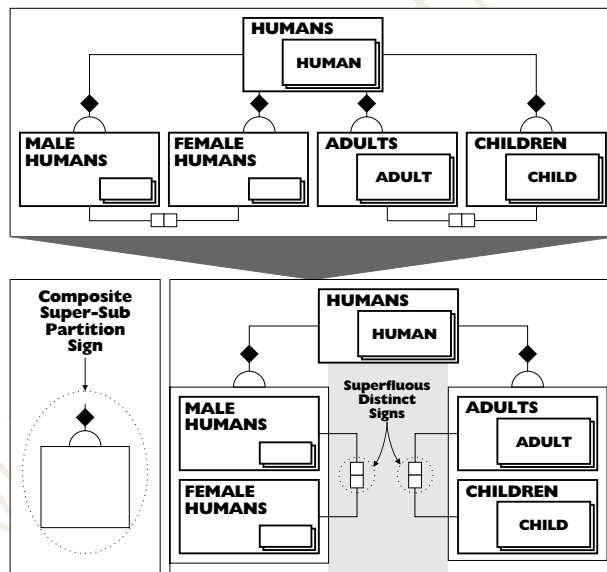 HUMANS
HUMAN
MALE
HUMANS
FEMALE
HUMANS
ADULTS
ADULT
CHILDREN
CHILD
Composite
Super-Sub
Partition
Sign
HUMANS
HUMAN
Superfluous
Distinct
Signs
MALE
HUMANS
FEMALE
HUMANS
ADULTS
ADULT
CHILDREN
CHILD